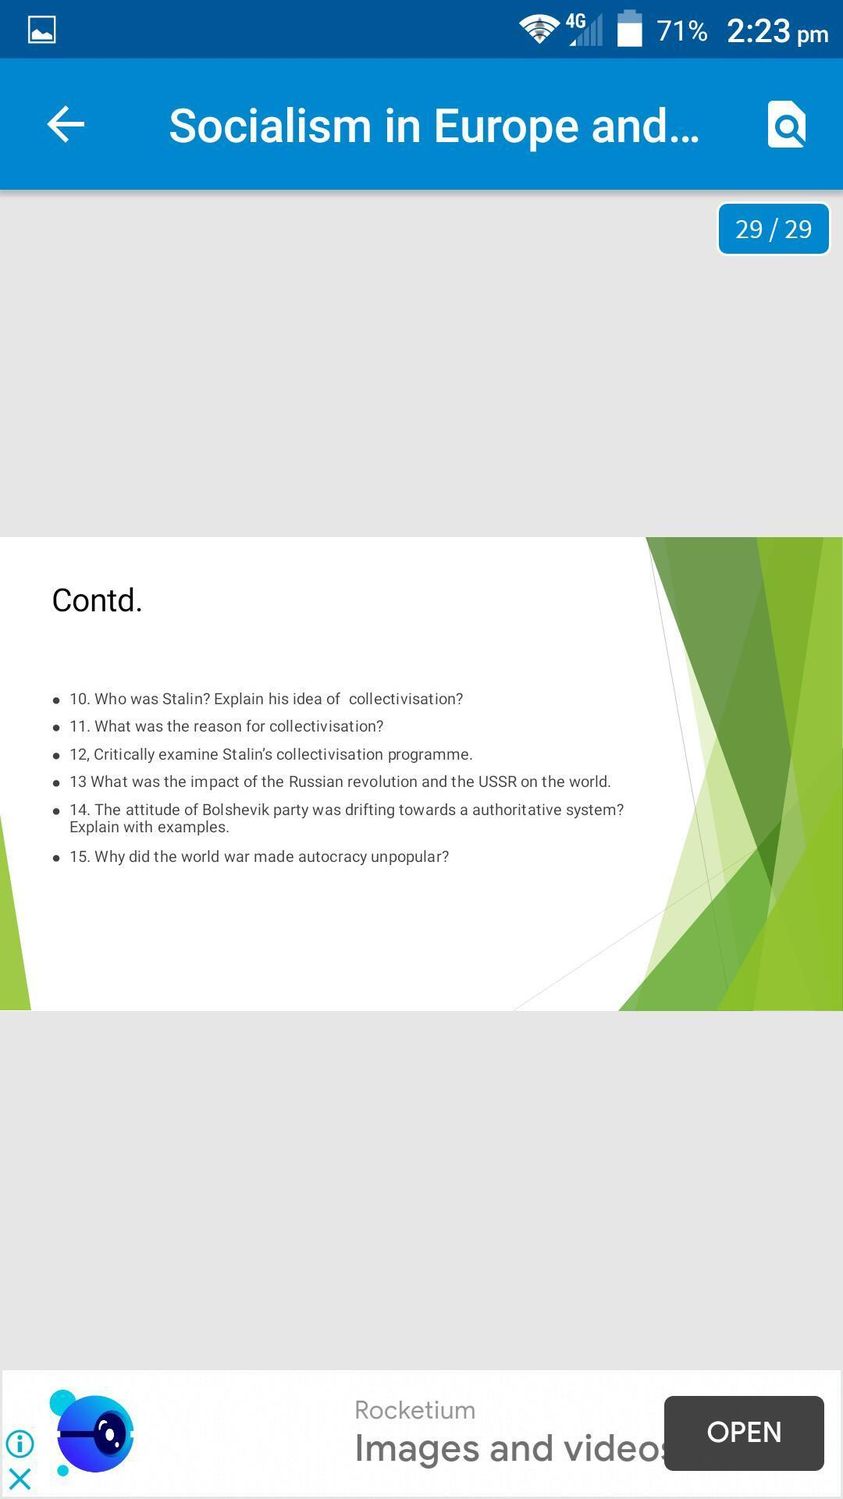 4G 71% 2:23 pm
Socialism in Europe and...
29 / 29
Contd.
● 10. Who was Stalin? Explain his idea of  collectivisation?
● 11. What was the reason for collectivisation?
● 12, Critically examine Stalin’s collectivisation programme.
● 13 What was the impact of the Russian revolution and the USSR on the world.
● 14. The attitude of Bolshevik party was drifting towards a authoritative system?
Explain with examples.
● 15. Why did the world war made autocracy unpopular?
Rocketium
Images and videos
OPEN